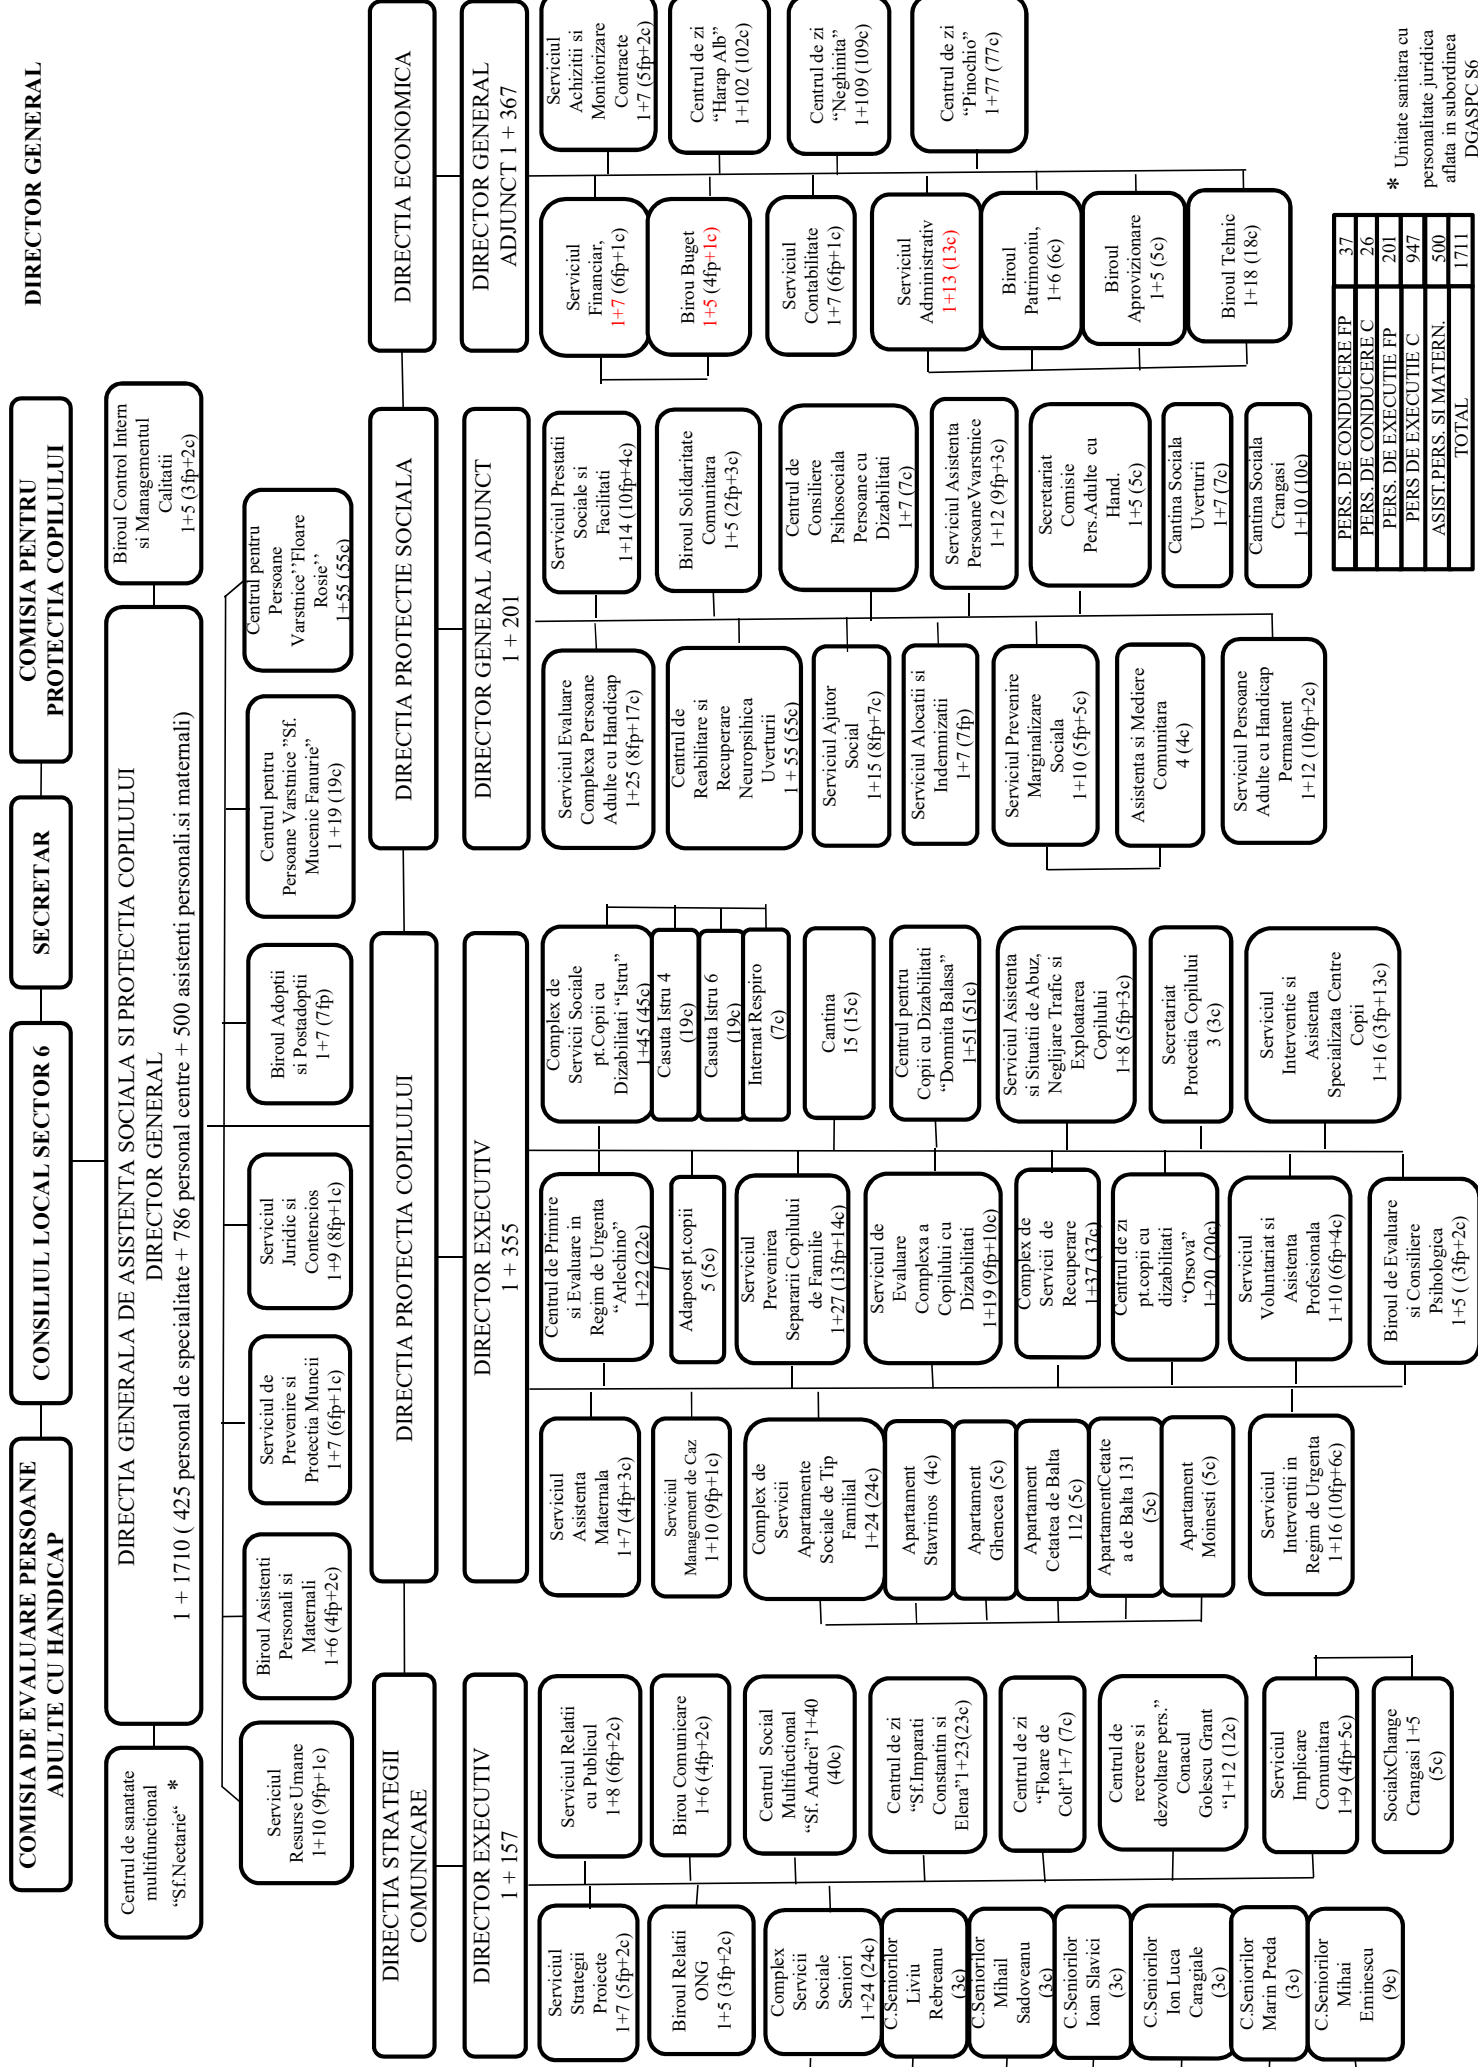 DIRECTOR GENERAL
COMISIA DE EVALUARE PERSOANE
ADULTE CU HANDICAP
CONSILIUL LOCAL SECTOR 6
SECRETAR
COMISIA PENTRU
PROTECTIA COPILULUI
Centrul de sanatate
multifunctional
“Sf.Nectarie“ *
DIRECTIA GENERALA DE ASISTENTA SOCIALA SI PROTECTIA COPILULUI
DIRECTOR GENERAL
1 + 1710 ( 425 personal de specialitate + 786 personal centre + 500 asistenti personali.si maternali)
Biroul Control Intern
si Managementul
Calitatii
1+5 (3fp+2c)
Serviciul
Resurse Umane
1+10 (9fp+1c)
Biroul Asistenti
Personali si
Maternali
1+6 (4fp+2c)
Serviciul de
Prevenire si
Protectia Muncii
1+7 (6fp+1c)
Serviciul
Juridic si
Contencios
1+9 (8fp+1c)
Biroul Adoptii
si Postadoptii
1+7 (7fp)
Centrul pentru
Persoane Varstnice ”Sf.
Mucenic Fanurie”
1 +19 (19c)
Centrul pentru
Persoane
Varstnice’’Floare
Rosie’’
1+55 (55c)
DIRECTIA STRATEGII
COMUNICARE
DIRECTOR EXECUTIV
1 + 157
Serviciul
Strategii
Proiecte
1+7 (5fp+2c)
Biroul Relatii
ONG
1+5 (3fp+2c)
Complex
Servicii
Sociale
Seniori
1+24 (24c)
C.Seniorilor
Liviu
Rebreanu
(3c)
C.Seniorilor
Mihail
Sadoveanu
(3c)
C.Seniorilor
Ioan Slavici
(3c)
C.Seniorilor
Ion Luca
Caragiale
(3c)
C.Seniorilor
Marin Preda
(3c)
C.Seniorilor
Mihai
Eminescu
(9c)
Serviciul Relatii
cu Publicul
1+8 (6fp+2c)
Birou Comunicare
1+6 (4fp+2c)
Centrul Social
Multifuctional
“Sf. Andrei”1+40
(40c)
Centrul de zi
“Sf.Imparati
Constantin si
Elena”1+23(23c)
Centrul de zi
“Floare de
Colt”1+7 (7c)
Centrul de
recreere si
dezvoltare pers.”
Conacul
Golescu Grant
“1+12 (12c)
Serviciul
Implicare
Comunitara
1+9 (4fp+5c)
SocialxChange
Crangasi 1+5
(5c)
DIRECTIA PROTECTIA COPILULUI
DIRECTOR EXECUTIV
1 + 355
Serviciul
Asistenta
Maternala
1+7 (4fp+3c)
Serviciul
Management de Caz
1+10 (9fp+1c)
Complex de
Servicii
Apartamente
Sociale de Tip
Familial
1+24 (24c)
Apartament
Stavrinos (4c)
Apartament
Ghencea (5c)
Apartament
Cetatea de Balta
112 (5c)
ApartamentCetate
a de Balta 131
(5c)
Apartament
Moinesti (5c)
Serviciul
Interventii in
Regim de Urgenta
1+16 (10fp+6c)
Centrul de Primire
si Evaluare in
Regim de Urgenta
“Arlechino”
1+22 (22c)
Adapost pt.copii
5 (5c)
Serviciul
Prevenirea
Separarii Copilului
de Familie
1+27 (13fp+14c)
Serviciul de
Evaluare
Complexa a
Copilului cu
Dizabilitati
1+19 (9fp+10c)
Complex de
Servicii de
Recuperare
1+37 (37c)
Centrul de zi
pt.copii cu
dizabilitati
“Orsova”
1+20 (20c)
Serviciul
Voluntariat si
Asistenta
Profesionala
1+10 (6fp+4c)
Biroul de Evaluare
si Consiliere
Psihologica
1+5 ( (3fp+2c)
Complex de
Servicii Sociale
pt.Copii cu
Dizabilitati “Istru”
1+45 (45c)
Casuta Istru 4
(19c)
Casuta Istru 6
(19c)
Internat Respiro
(7c)
Cantina
15 (15c)
Centrul pentru
Copii cu Dizabilitati
“Domnita Balasa”
1+51 (51c)
Serviciul Asistenta
si Situatii de Abuz,
Neglijare Trafic si
Exploatarea
Copilului
1+8 (5fp+3c)
Secretariat
Protectia Copilului
3 (3c)
Serviciul
Interventie si
Asistenta
Specializata Centre
Copii
1+16 (3fp+13c)
DIRECTIA PROTECTIE SOCIALA
DIRECTOR GENERAL ADJUNCT
1 + 201
Serviciul Evaluare
Complexa Persoane
Adulte cu Handicap
1+25 (8fp+17c)
Centrul de
Reabilitare si
Recuperare
Neuropsihica
Uverturii
1 + 55 (55c)
Serviciul Ajutor
Social
1+15 (8fp+7c)
Serviciul Alocatii si
Indemnizatii
1+7 (7fp)
Serviciul Prevenire
Marginalizare
Sociala
1+10 (5fp+5c)
Asistenta si Mediere
Comunitara
4 (4c)
Serviciul Persoane
Adulte cu Handicap
Permanent
1+12 (10fp+2c)
Serviciul Prestatii
Sociale si
Facilitati
1+14 (10fp+4c)
Biroul Solidaritate
Comunitara
1+5 (2fp+3c)
Centrul de
Consiliere
Psihosociala
Persoane cu
Dizabilitati
1+7 (7c)
Serviciul Asistenta
PersoaneVvarstnice
1+12 (9fp+3c)
Secretariat
Comisie
Pers.Adulte cu
Hand.
1+5 (5c)
Cantina Sociala
Uverturii
1+7 (7c)
Cantina Sociala
Crangasi
1+10 (10c)
DIRECTIA ECONOMICA
DIRECTOR GENERAL
ADJUNCT 1 + 367
Serviciul
Financiar,
1+7 (6fp+1c)
Birou Buget
1+5 (4fp+1c)
Serviciul
Contabilitate
1+7 (6fp+1c)
Serviciul
Administrativ
1+13 (13c)
Biroul
Patrimoniu,
1+6 (6c)
Biroul
Aprovizionare
1+5 (5c)
Biroul Tehnic
1+18 (18c)
Serviciul
Achizitii si
Monitorizare
Contracte
1+7 (5fp+2c)
Centrul de zi
“Harap Alb”
1+102 (102c)
Centrul de zi
“Neghinita”
1+109 (109c)
Centrul de zi
“Pinochio”
1+77 (77c)
PERS. DE CONDUCERE FP 37
PERS. DE CONDUCERE C 26
PERS. DE EXECUTIE FP 201
PERS DE EXECUTIE C 947
ASIST.PERS. SI MATERN. 500
TOTAL 1711
* Unitate sanitara cu
personalitate juridica
aflata in subordinea
DGASPC S6